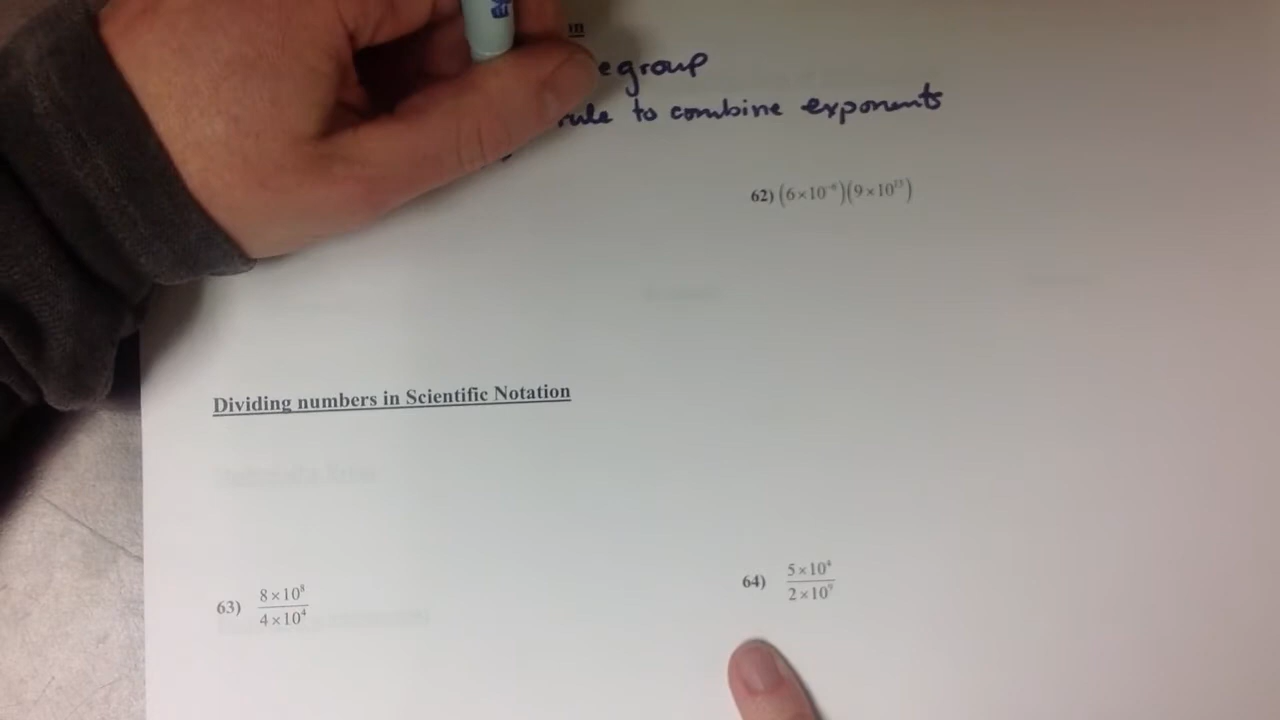 egroup
rule to combine exponents
62) (6×10⁻⁶)(9×10¹⁵)
Dividing numbers in Scientific Notation
63) 8×10⁸
4×10⁴
64) 5×10⁴
2×10⁹